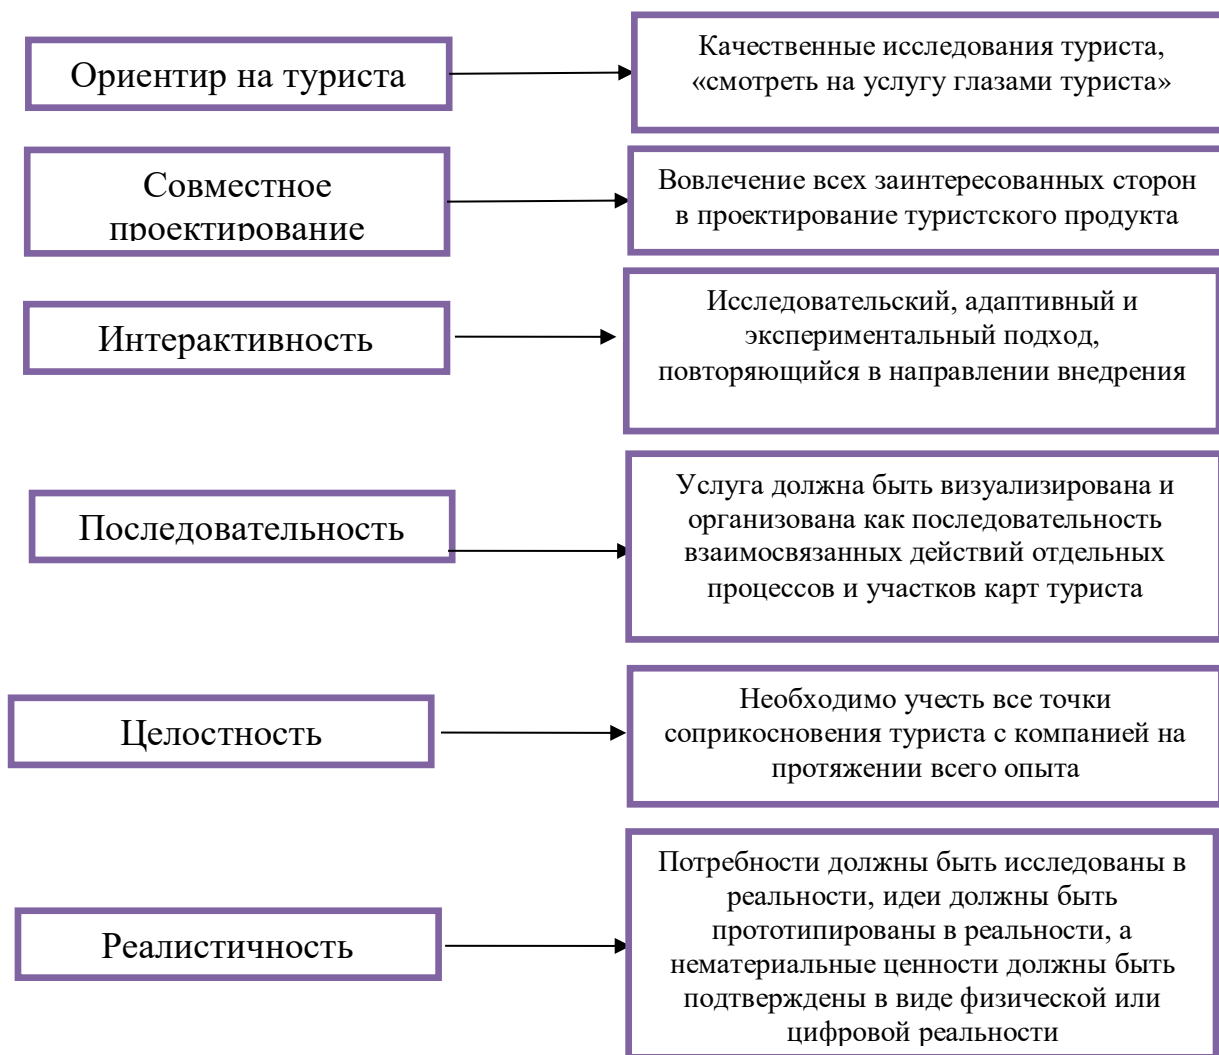 Ориентир на туриста
Качественные исследования туриста,
«смотреть на услугу глазами туриста»
Совместное
проектирование
Вовлечение всех заинтересованных сторон
в проектирование туристского продукта
Интерактивность
Исследовательский, адаптивный и
экспериментальный подход,
повторяющийся в направлении внедрения
Последовательность
Услуга должна быть визуализирована и
организована как последовательность
взаимосвязанных действий отдельных
процессов и участков карт туриста
Целостность
Необходимо учесть все точки
соприкосновения туриста с компанией на
протяжении всего опыта
Реалистичность
Потребности должны быть исследованы в
реальности, идеи должны быть
прототипированы в реальности, а
нематериальные ценности должны быть
подтверждены в виде физической или
цифровой реальности